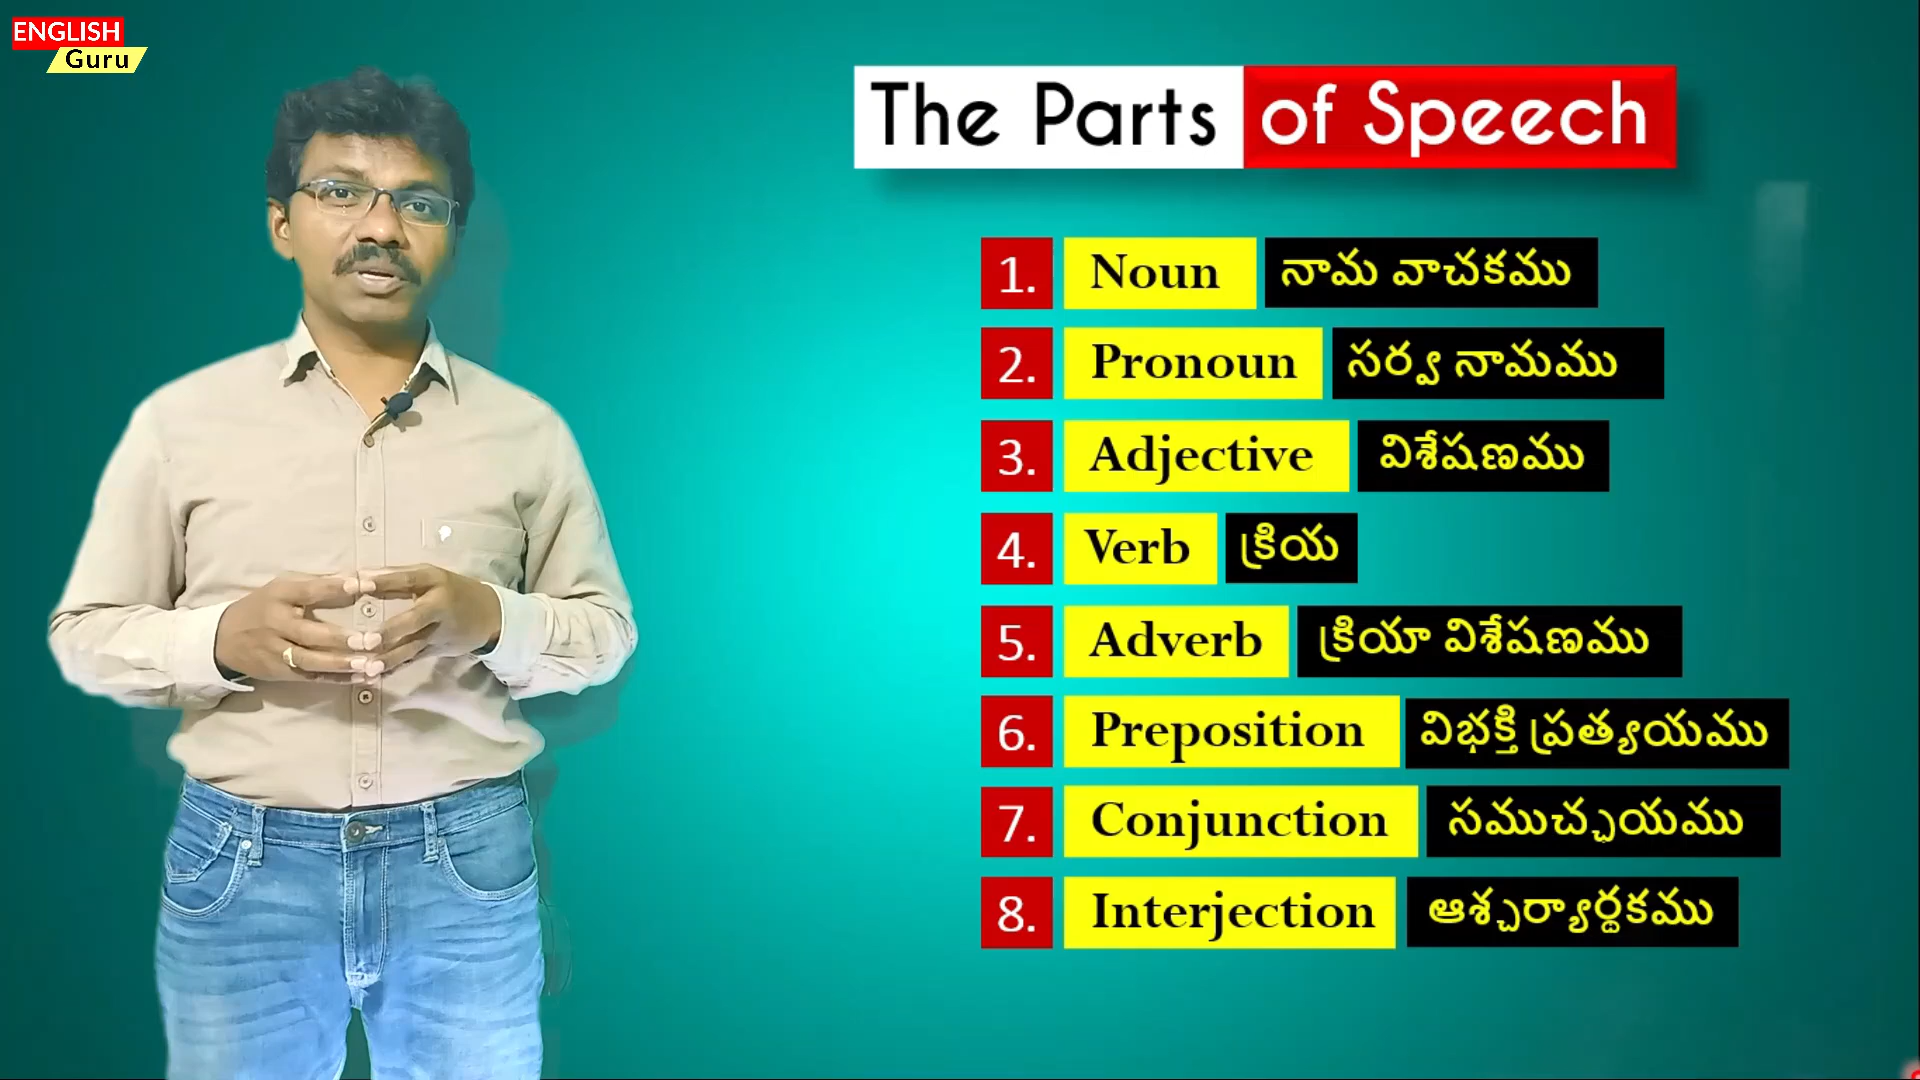 ENGLISH
Guru
The Parts of Speech
1. Noun నామ వాచకము
2. Pronoun సర్వ నామము
3. Adjective విశేషణము
4. Verb క్రియ
5. Adverb క్రియా విశేషణము
6. Preposition విభక్తి ప్రత్యయము
7. Conjunction సముచ్ఛయము
8. Interjection ఆశ్చర్యార్దకము